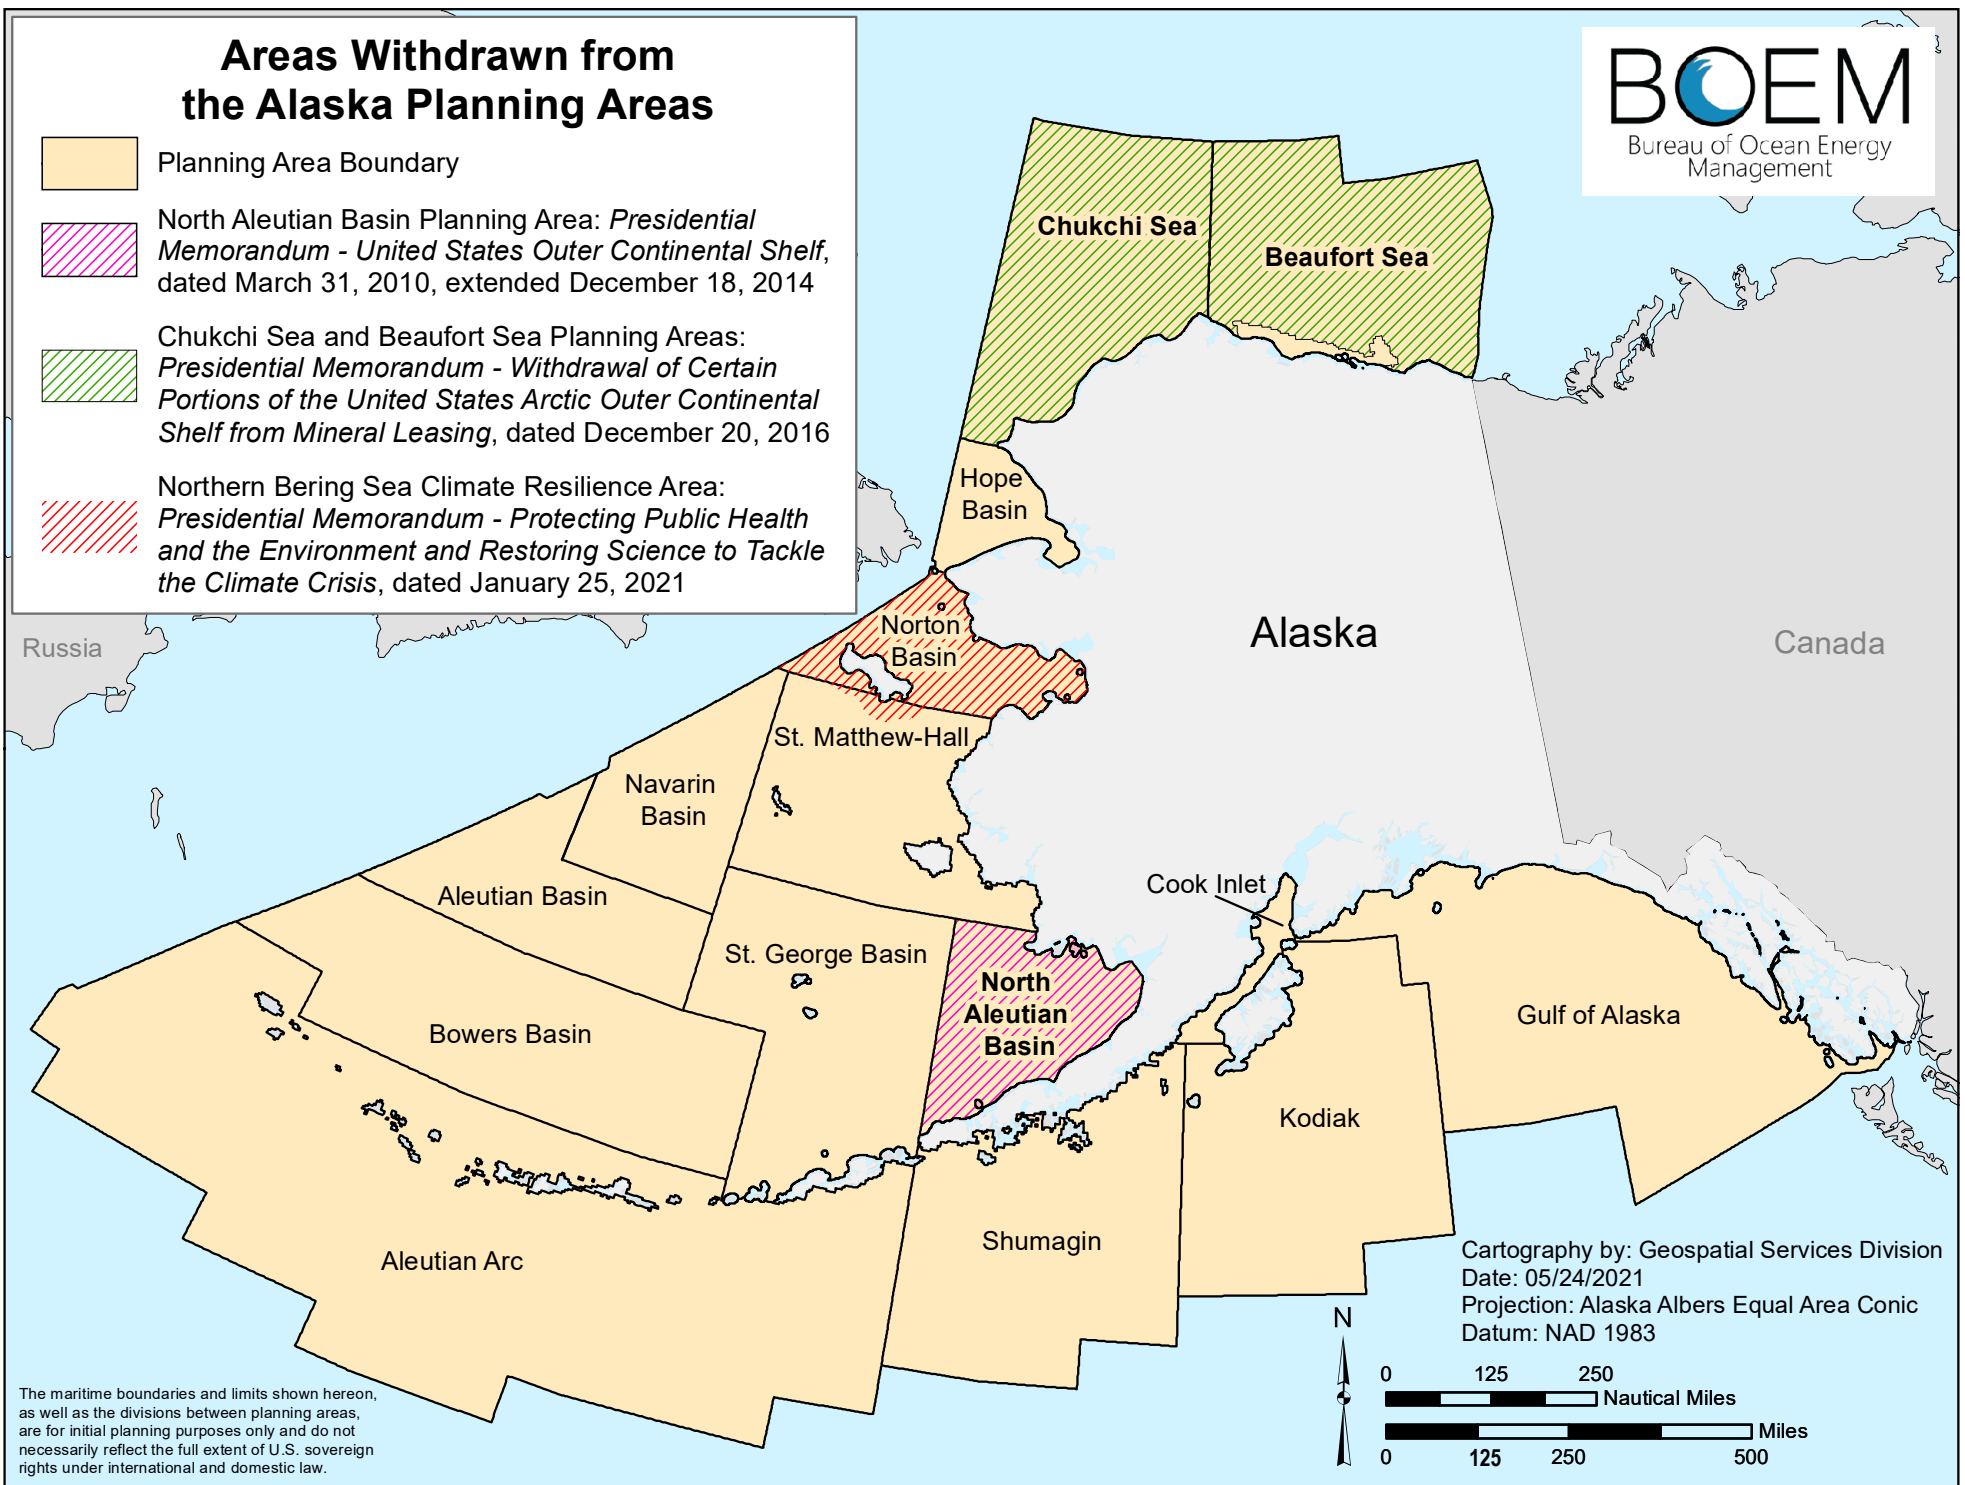 Areas Withdrawn from
the Alaska Planning Areas
Planning Area Boundary
North Aleutian Basin Planning Area: Presidential
Memorandum - United States Outer Continental Shelf,
dated March 31, 2010, extended December 18, 2014
Chukchi Sea and Beaufort Sea Planning Areas:
Presidential Memorandum - Withdrawal of Certain
Portions of the United States Arctic Outer Continental
Shelf from Mineral Leasing, dated December 20, 2016
Northern Bering Sea Climate Resilience Area:
Presidential Memorandum - Protecting Public Health
and the Environment and Restoring Science to Tackle
the Climate Crisis, dated January 25, 2021
BOEM
Bureau of Ocean Energy
Management
Chukchi Sea
Beaufort Sea
Hope
Basin
Russia
Norton
Basin
Alaska
Canada
St. Matthew-Hall
Navarin
Basin
Aleutian Basin
Cook Inlet
St. George Basin
North
Aleutian
Basin
Bowers Basin
Gulf of Alaska
Kodiak
Shumagin
Aleutian Arc
Cartography by: Geospatial Services Division
Date: 05/24/2021
Projection: Alaska Albers Equal Area Conic
Datum: NAD 1983
N
0 125 250
Nautical Miles
Miles
0 125 250 500
The maritime boundaries and limits shown hereon,
as well as the divisions between planning areas,
are for initial planning purposes only and do not
necessarily reflect the full extent of U.S. sovereign
rights under international and domestic law.